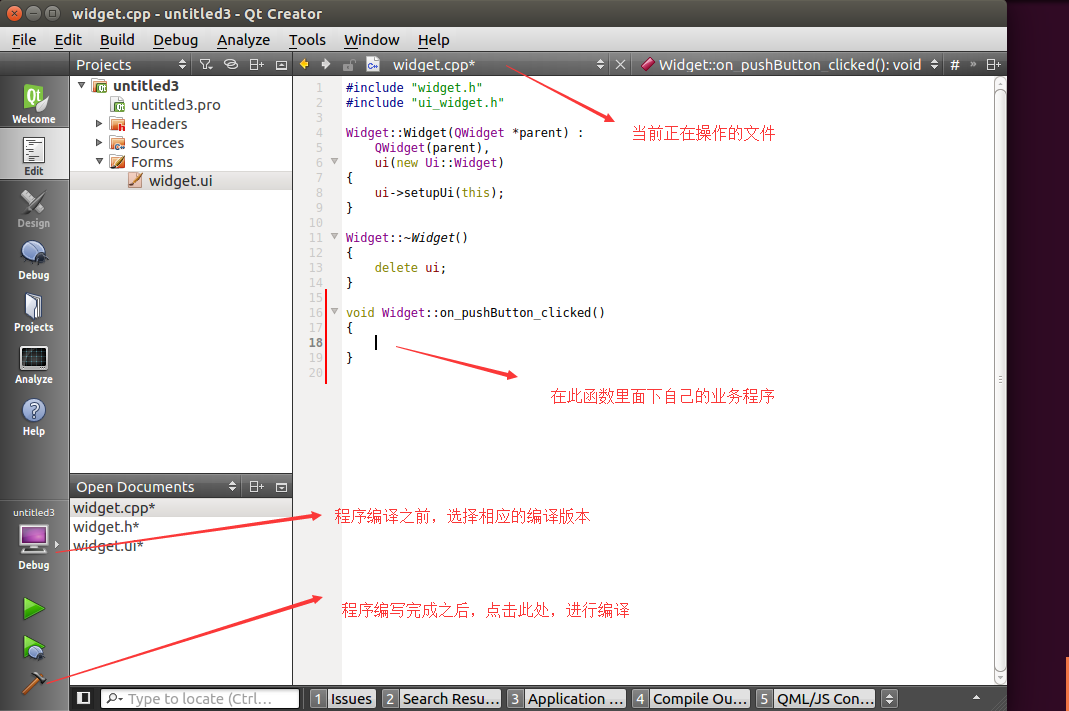 widget.cpp - untitled3 - Qt Creator
File Edit Build Debug Analyze Tools Window Help
Projects
widget.cpp*
Widget::on_pushButton_clicked(): void
#
Welcome
Edit
Design
Debug
Projects
Analyze
Help
untitled3
untitled3.pro
Headers
Sources
Forms
widget.ui
1 #include "widget.h"
2 #include "ui_widget.h"
3
4 Widget::Widget(QWidget *parent) :
5 QWidget(parent),
6 ui(new Ui::Widget)
7 {
8 ui->setupUi(this);
9 }
10
11 Widget::~Widget()
12 {
13 delete ui;
14 }
15
16 void Widget::on_pushButton_clicked()
17 {
18
19 }
20
当前正在操作的文件
在此函数里面下自己的业务程序
Open Documents
widget.cpp*
widget.h*
widget.ui*
untitled3
Debug
程序编译之前，选择相应的编译版本
程序编写完成之后，点击此处，进行编译
Type to locate (Ctrl...
1 Issues
2 Search Resu...
3 Application ...
4 Compile Ou...
5 QML/JS Con...